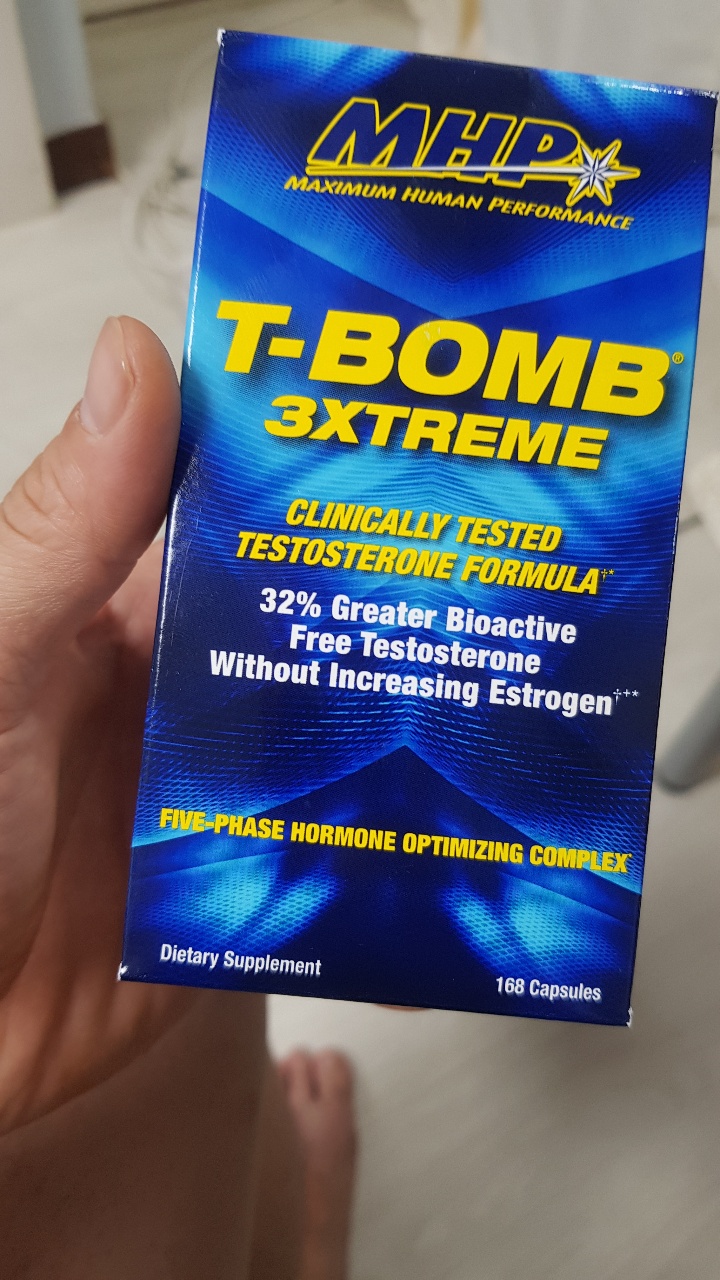 MHP
MAXIMUM HUMAN PERFORMANCE
T-BOMB®
3XTREME
CLINICALLY TESTED
TESTOSTERONE FORMULA†*
32% Greater Bioactive
Free Testosterone
Without Increasing Estrogen†+*
FIVE-PHASE HORMONE OPTIMIZING COMPLEX
Dietary Supplement
168 Capsules